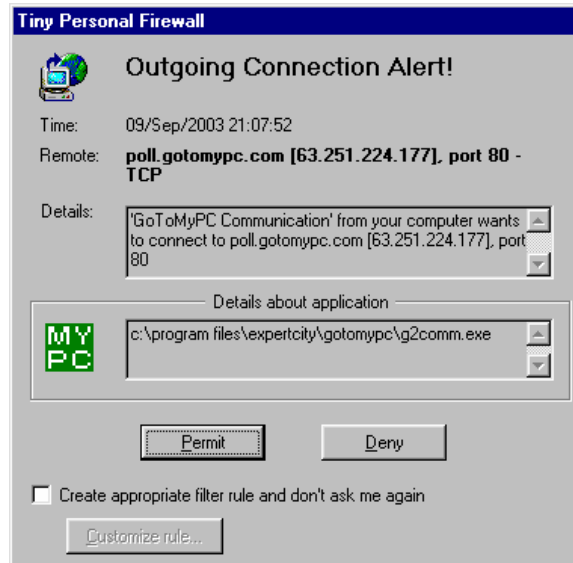 Tiny Personal Firewall
Outgoing Connection Alert!
Time: 09/Sep/2003 21:07:52
Remote: poll.gotomypc.com [63.251.224.177], port 80 -
TCP
Details: 'GoToMyPC Communication' from your computer wants
to connect to poll.gotomypc.com [63.251.224.177], port
80
Details about application
MY
PC
c:\program files\expertcity\gotomypc\g2comm.exe
Permit Deny
Create appropriate filter rule and don't ask me again
Customize rule...